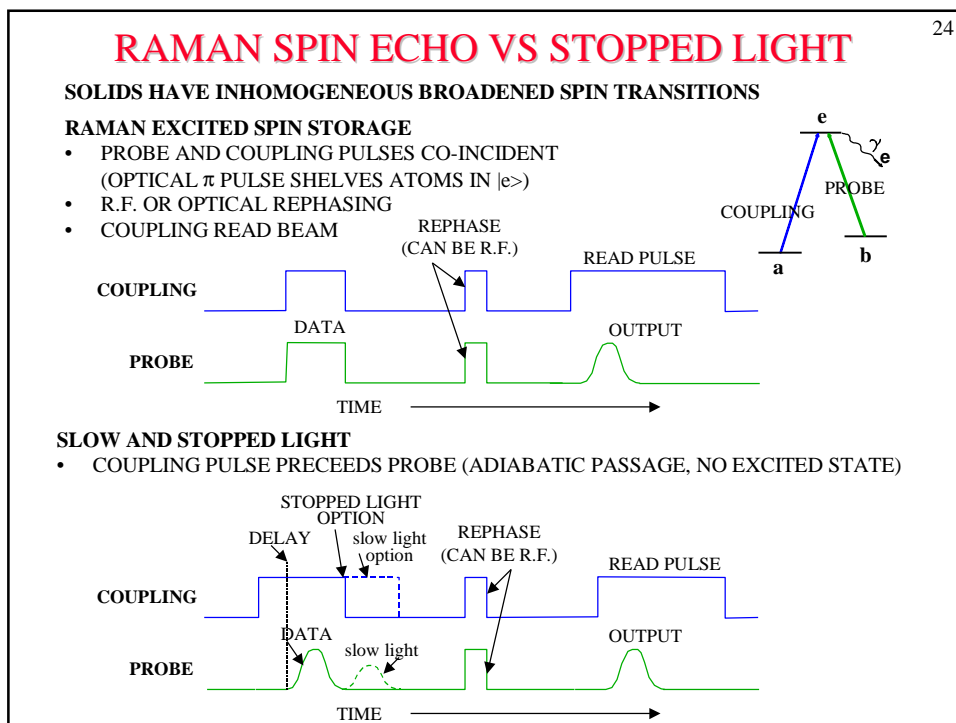 24
RAMAN SPIN ECHO VS STOPPED LIGHT
SOLIDS HAVE INHOMOGENEOUS BROADENED SPIN TRANSITIONS
RAMAN EXCITED SPIN STORAGE
• PROBE AND COUPLING PULSES CO-INCIDENT
(OPTICAL π PULSE SHELVES ATOMS IN |e>)
• R.F. OR OPTICAL REPHASING
• COUPLING READ BEAM
e
γe
PROBE
COUPLING
a
b
REPHASE
(CAN BE R.F.)
READ PULSE
COUPLING
DATA
OUTPUT
PROBE
TIME
SLOW AND STOPPED LIGHT
• COUPLING PULSE PRECEEDS PROBE (ADIABATIC PASSAGE, NO EXCITED STATE)
STOPPED LIGHT
OPTION
DELAY
slow light
option
REPHASE
(CAN BE R.F.)
READ PULSE
COUPLING
DATA
slow light
OUTPUT
PROBE
TIME